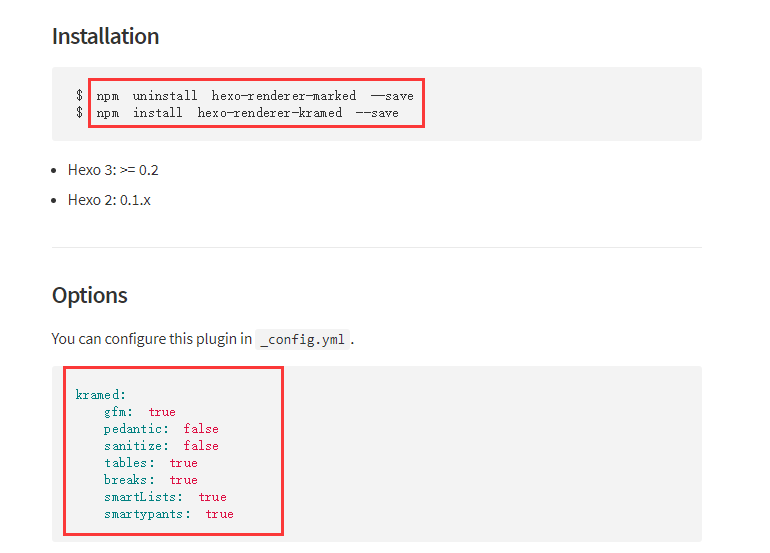 Installation
$ npm uninstall hexo-renderer-marked --save
$ npm install hexo-renderer-kramed --save
• Hexo 3: >= 0.2
• Hexo 2: 0.1.x
Options
You can configure this plugin in _config.yml.
kramed:
gfm: true
pedantic: false
sanitize: false
tables: true
breaks: true
smartLists: true
smartypants: true